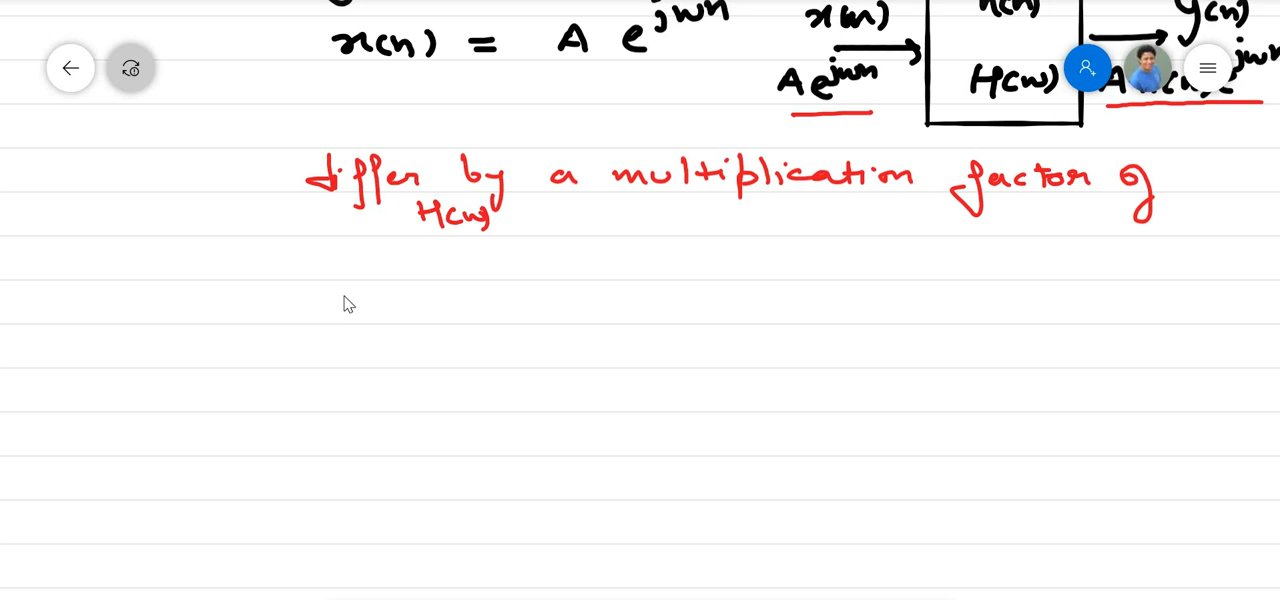 x(n) = A e^{jwn}
x(n)
A e^{jwn}
h(n)
H(w)
y(n)
differ by a multiplication factor of
H(w)